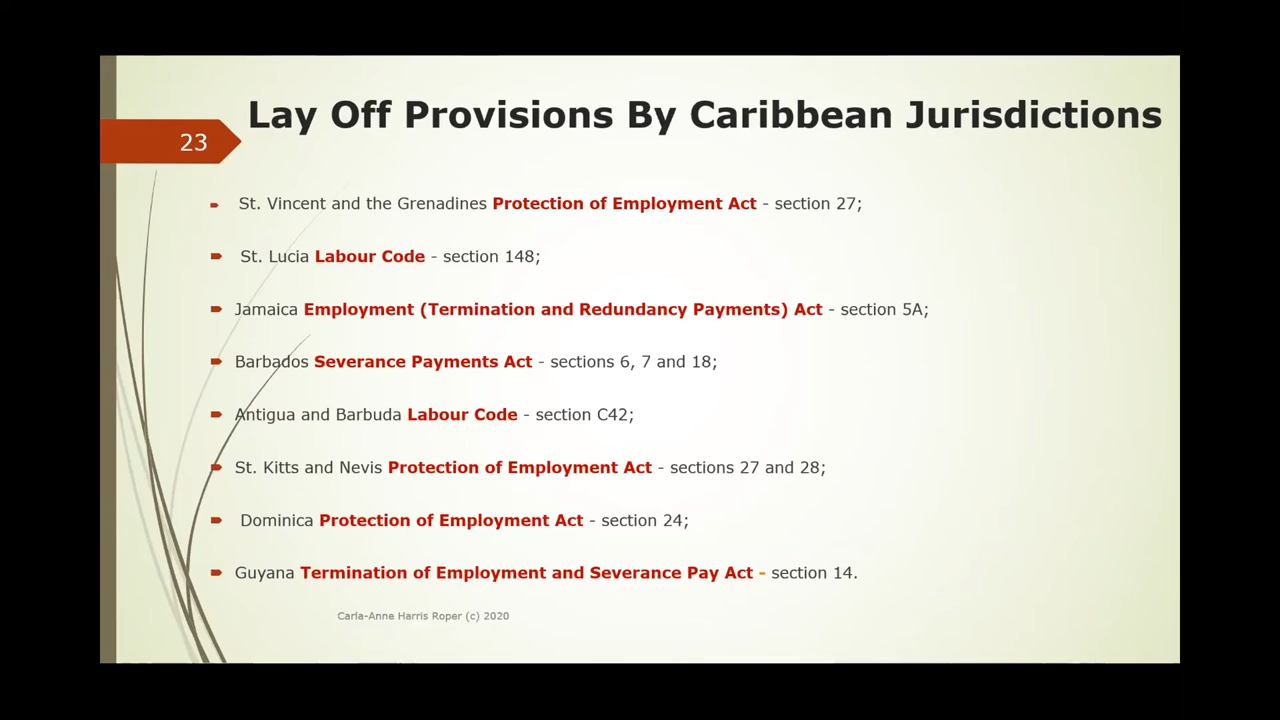 Lay Off Provisions By Caribbean Jurisdictions
23
St. Vincent and the Grenadines Protection of Employment Act - section 27;
St. Lucia Labour Code - section 148;
Jamaica Employment (Termination and Redundancy Payments) Act - section 5A;
Barbados Severance Payments Act - sections 6, 7 and 18;
Antigua and Barbuda Labour Code - section C42;
St. Kitts and Nevis Protection of Employment Act - sections 27 and 28;
Dominica Protection of Employment Act - section 24;
Guyana Termination of Employment and Severance Pay Act – section 14.
Carla-Anne Harris Roper (c) 2020